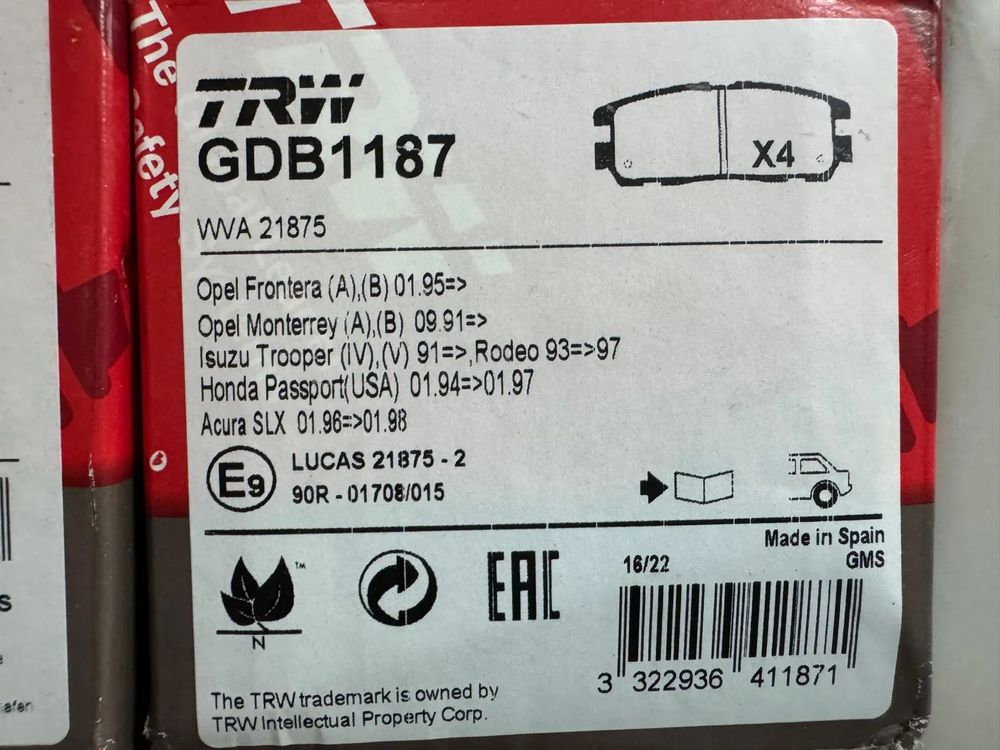 The
Safety
TRW
GDB1187
X4
WVA 21875
Opel Frontera (A),(B) 01.95=>
Opel Monterrey (A),(B) 09.91=>
Isuzu Trooper (IV),(V) 91=>,Rodeo 93=>97
Honda Passport(USA) 01.94=>01.97
Acura SLX 01.96=>01.98
E9
LUCAS 21875 - 2
90R - 01708/015
Made in Spain
16/22 GMS
TM
N
EAC
3 322936 411871
The TRW trademark is owned by
TRW Intellectual Property Corp.